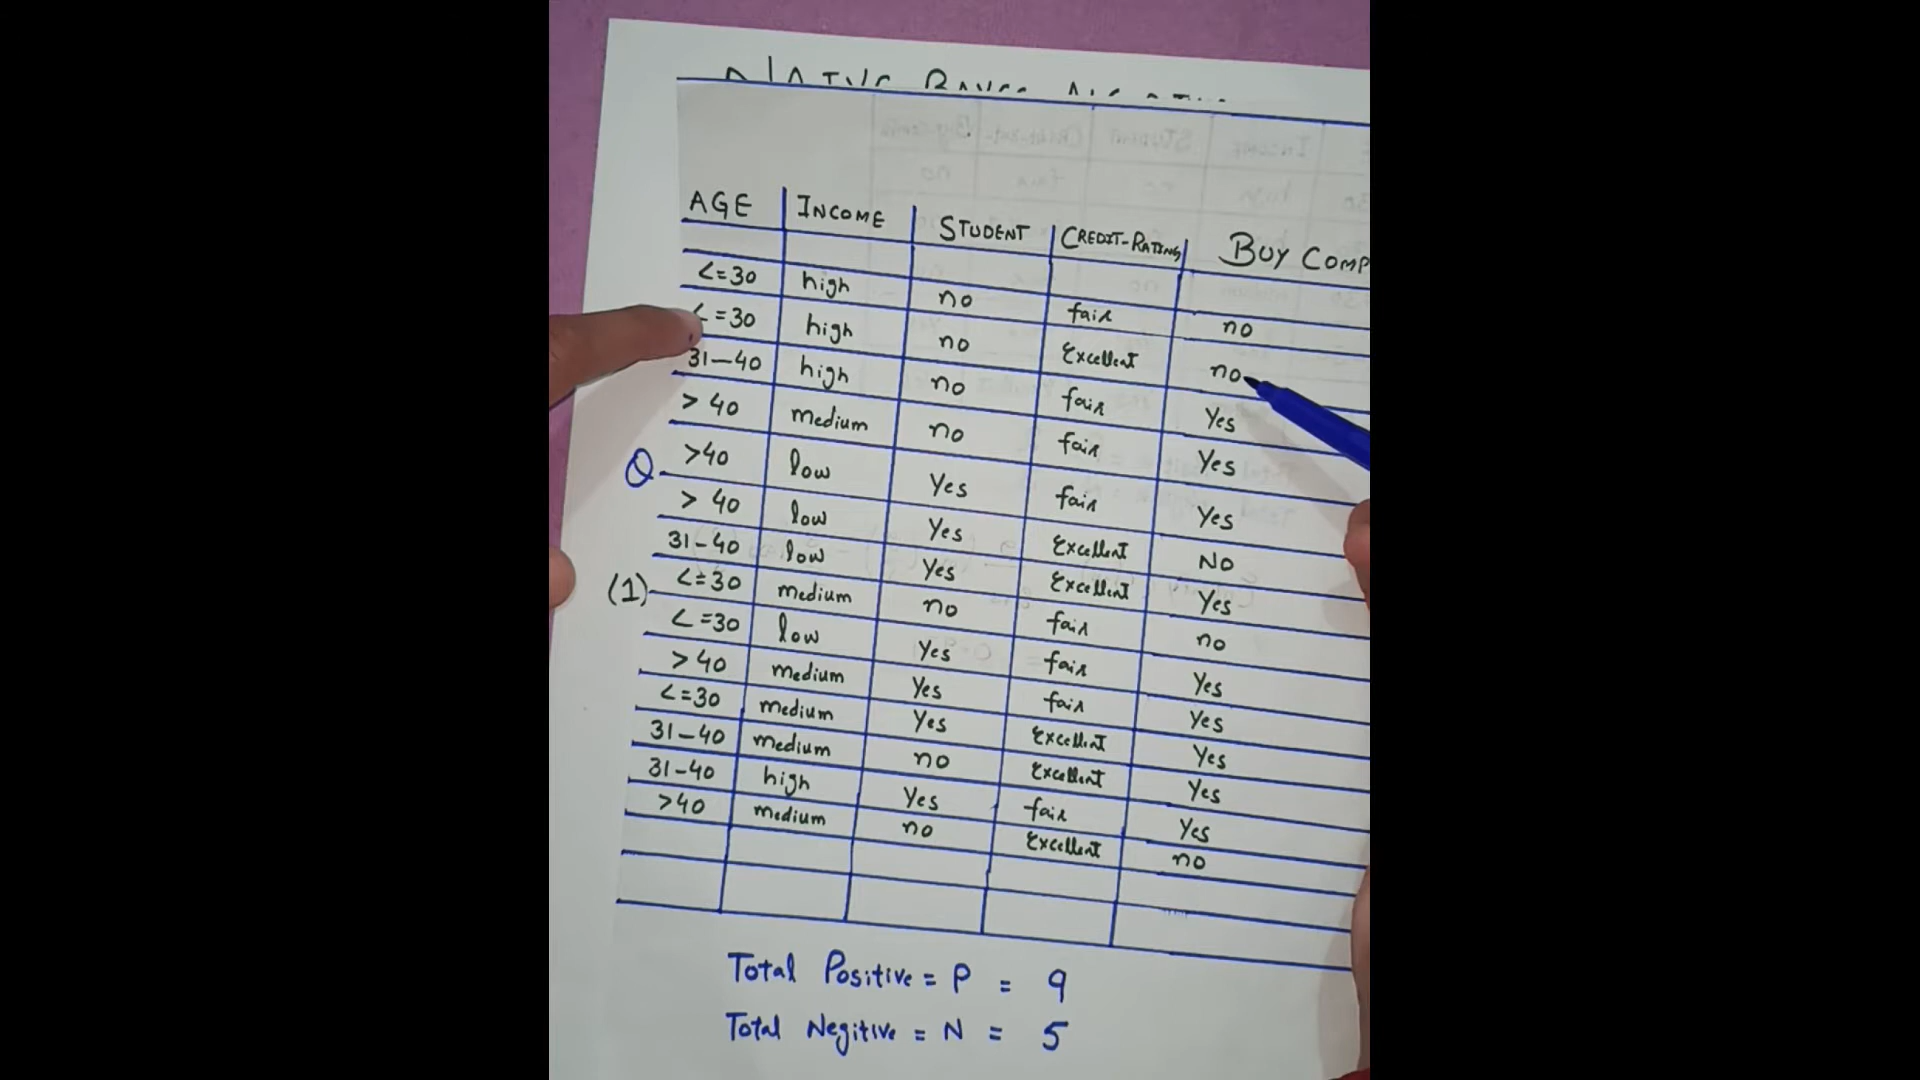 AGE INCOME STUDENT CREDIT-RATING BUY COMP
<=30 high no fair no
<=30 high no Excellent no
31-40 high no fair Yes
>40 medium no fair Yes
Q >40 low Yes fair Yes
>40 low Yes Excellent NO
31-40 low Yes Excellent Yes
(1) <=30 medium no fair no
<=30 low Yes fair Yes
>40 medium Yes fair Yes
<=30 medium Yes Excellent Yes
31-40 medium no Excellent Yes
31-40 high Yes fair Yes
>40 medium no Excellent no
Total Positive = P = 9
Total Negitive = N = 5